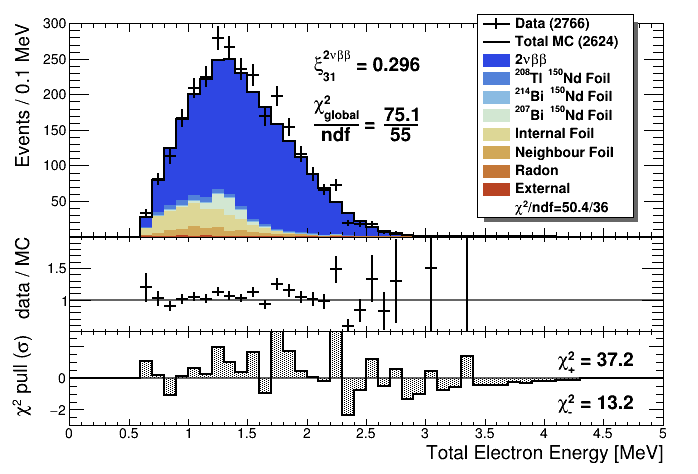 Events / 0.1 MeV
300
250
200
150
100
50
ξ₃₁^2νββ = 0.296
χ²global / ndf = 75.1 / 55
Data (2766)
Total MC (2624)
2νββ
²⁰⁸Tl ¹⁵⁰Nd Foil
²¹⁴Bi ¹⁵⁰Nd Foil
²⁰⁷Bi ¹⁵⁰Nd Foil
Internal Foil
Neighbour Foil
Radon
External
χ²/ndf=50.4/36
data / MC
1.5
1
χ² pull (σ)
0
−2
χ²₊ = 37.2
χ²₋ = 13.2
0 0.5 1 1.5 2 2.5 3 3.5 4 4.5 5
Total Electron Energy [MeV]